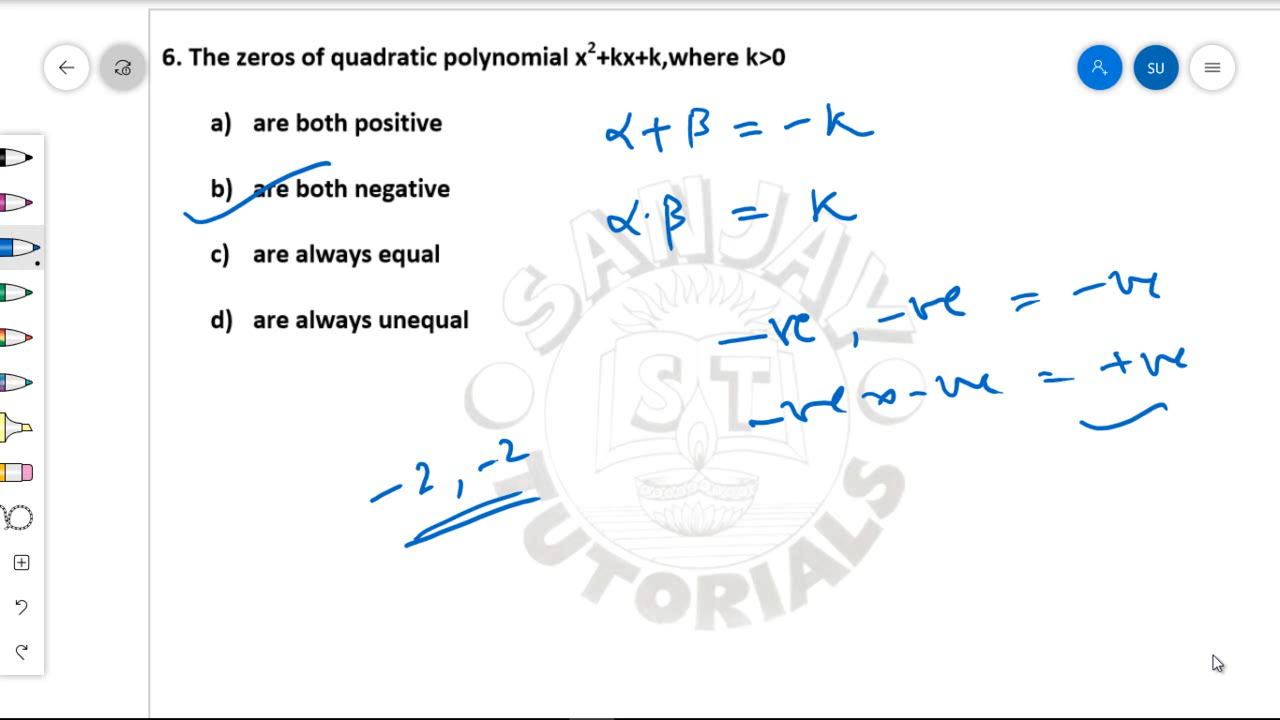 6. The zeros of quadratic polynomial x²+kx+k,where k>0
a) are both positive
b) are both negative
c) are always equal
d) are always unequal
α+β = -k
α.β = k
-ve, -ve = -ve
-ve x -ve = +ve
-2, -2
SU
SANJAY
ST
TUTORIALS